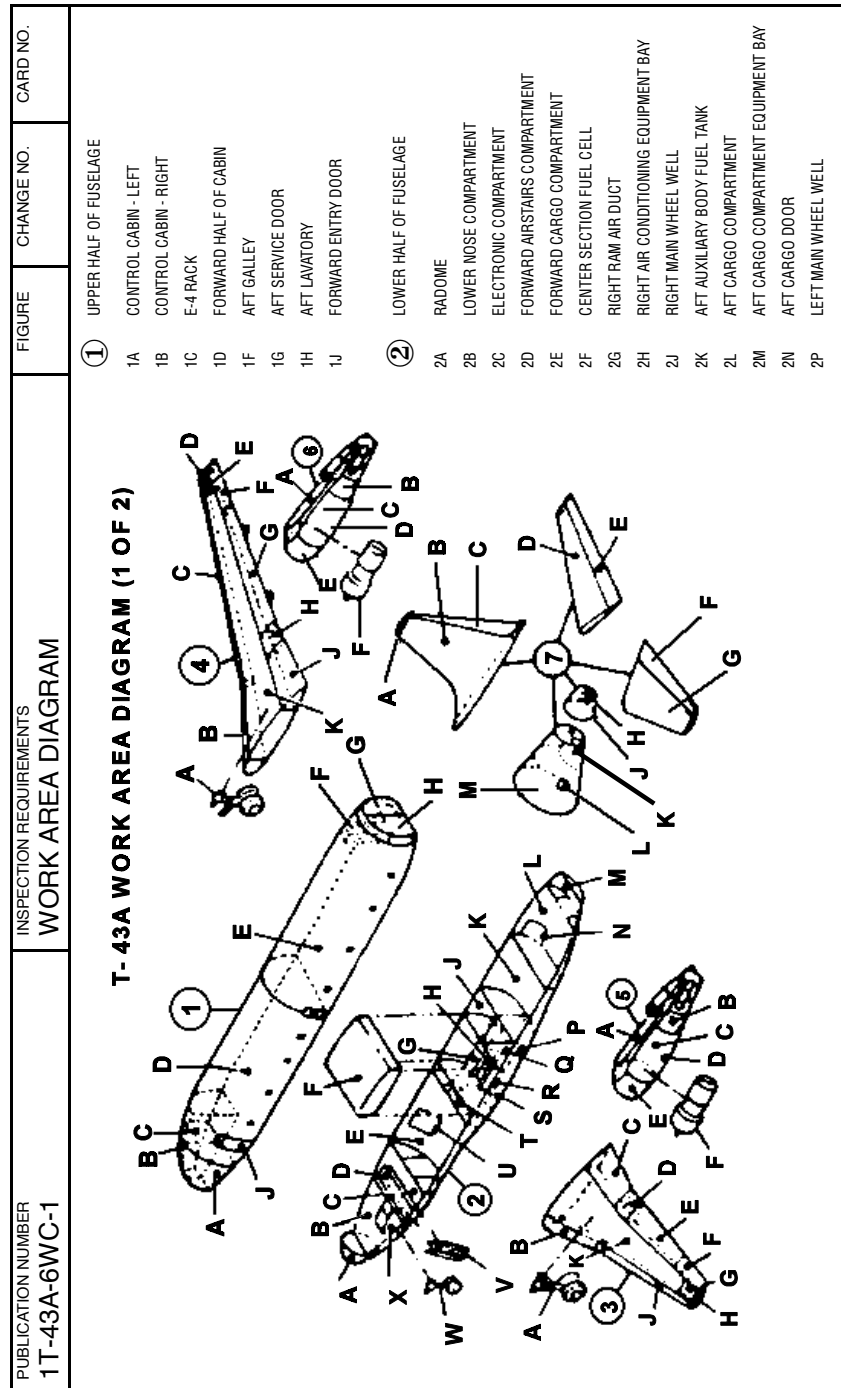 PUBLICATION NUMBER
1T-43A-6WC-1
INSPECTION REQUIREMENTS
WORK AREA DIAGRAM
FIGURE
CHANGE NO.
CARD NO.
T- 43A WORK AREA DIAGRAM (1 OF 2)
1
A
B
C
D
E
F
G
H
J
2
A
B
C
D
E
F
G
H
J
K
L
M
N
P
Q
R
S
T
U
V
W
X
3
A
B
C
D
E
F
G
H
J
K
4
A
B
C
D
E
F
G
H
J
K
5
A
B
C
D
E
F
6
A
B
C
D
E
F
7
A
B
C
D
E
F
G
H
J
K
L
M
① UPPER HALF OF FUSELAGE
1A CONTROL CABIN - LEFT
1B CONTROL CABIN - RIGHT
1C E-4 RACK
1D FORWARD HALF OF CABIN
1F AFT GALLEY
1G AFT SERVICE DOOR
1H AFT LAVATORY
1J FORWARD ENTRY DOOR
② LOWER HALF OF FUSELAGE
2A RADOME
2B LOWER NOSE COMPARTMENT
2C ELECTRONIC COMPARTMENT
2D FORWARD AIRSTAIRS COMPARTMENT
2E FORWARD CARGO COMPARTMENT
2F CENTER SECTION FUEL CELL
2G RIGHT RAM AIR DUCT
2H RIGHT AIR CONDITIONING EQUIPMENT BAY
2J RIGHT MAIN WHEEL WELL
2K AFT AUXILIARY BODY FUEL TANK
2L AFT CARGO COMPARTMENT
2M AFT CARGO COMPARTMENT EQUIPMENT BAY
2N AFT CARGO DOOR
2P LEFT MAIN WHEEL WELL